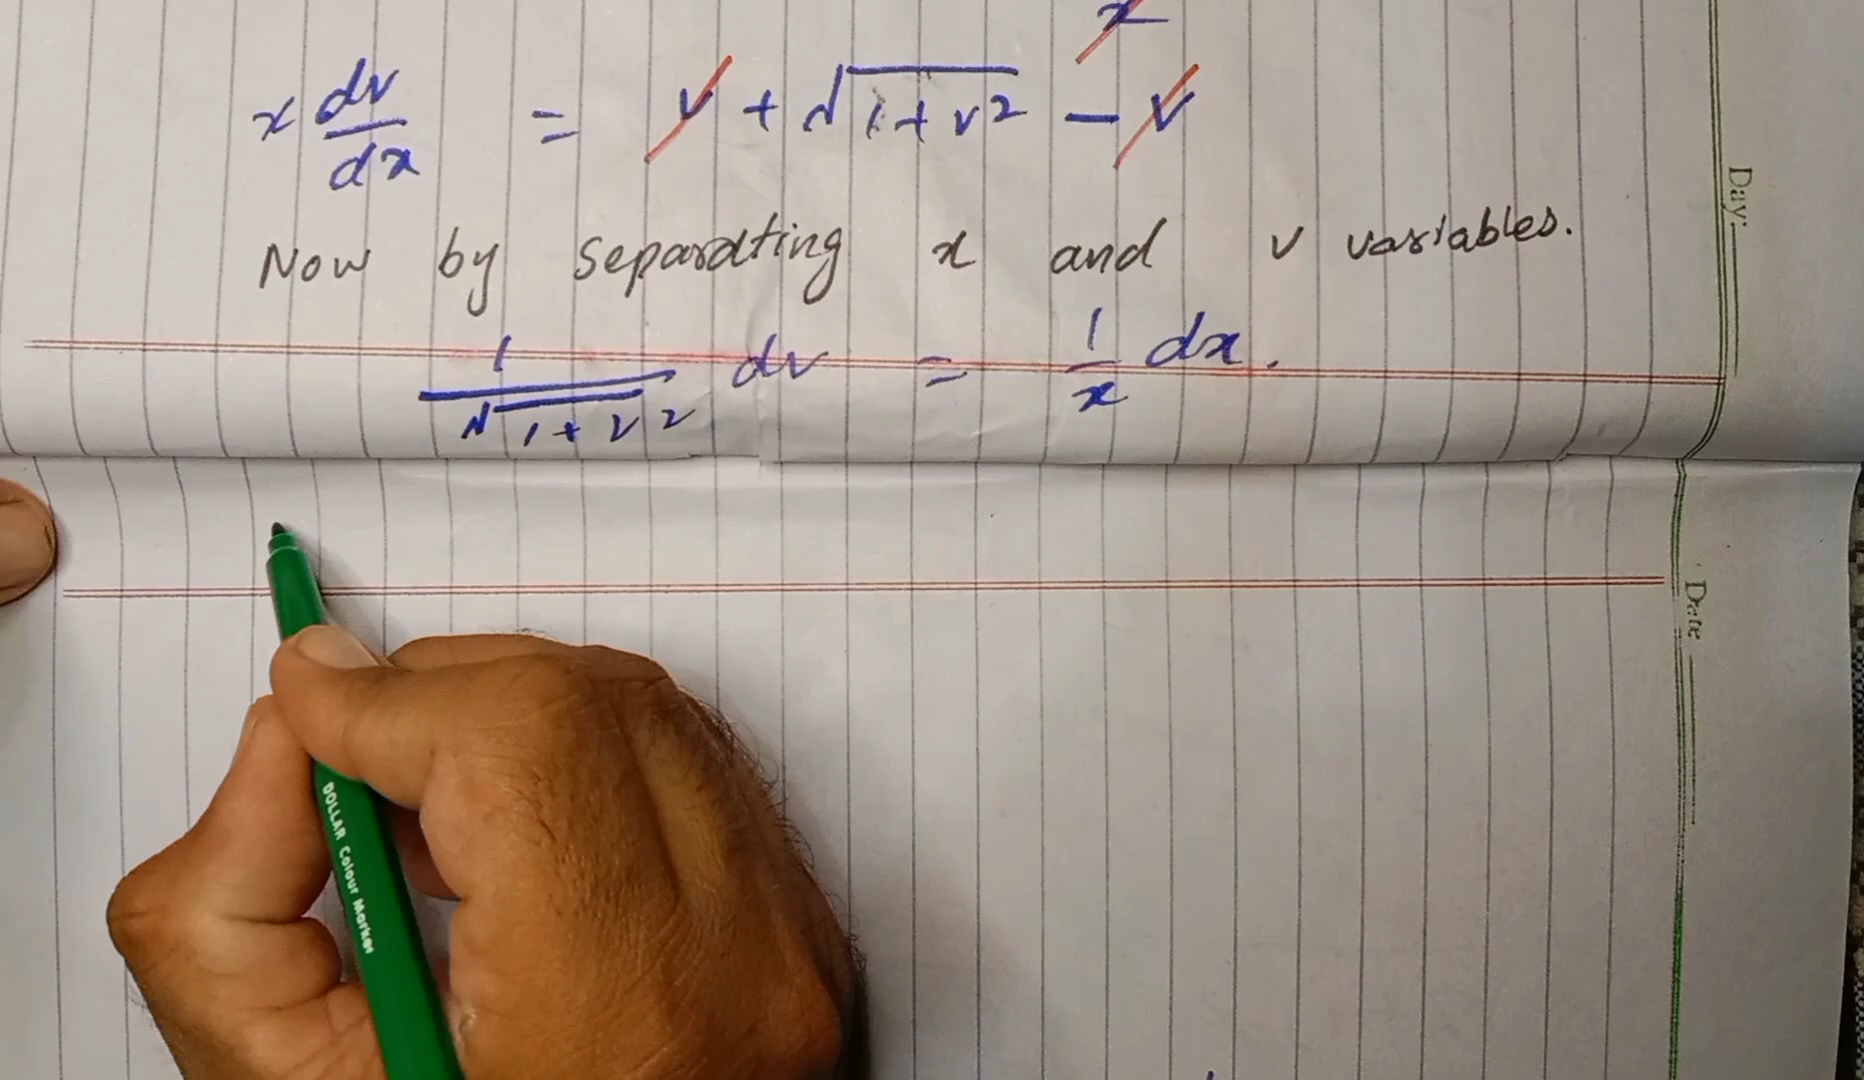 x
x dv/dx = v + √1+v² - v
Now by separating x and v variables.
1/√1+v² dv = 1/x dx.
Day:
Date
DOLLAR Colour Marker